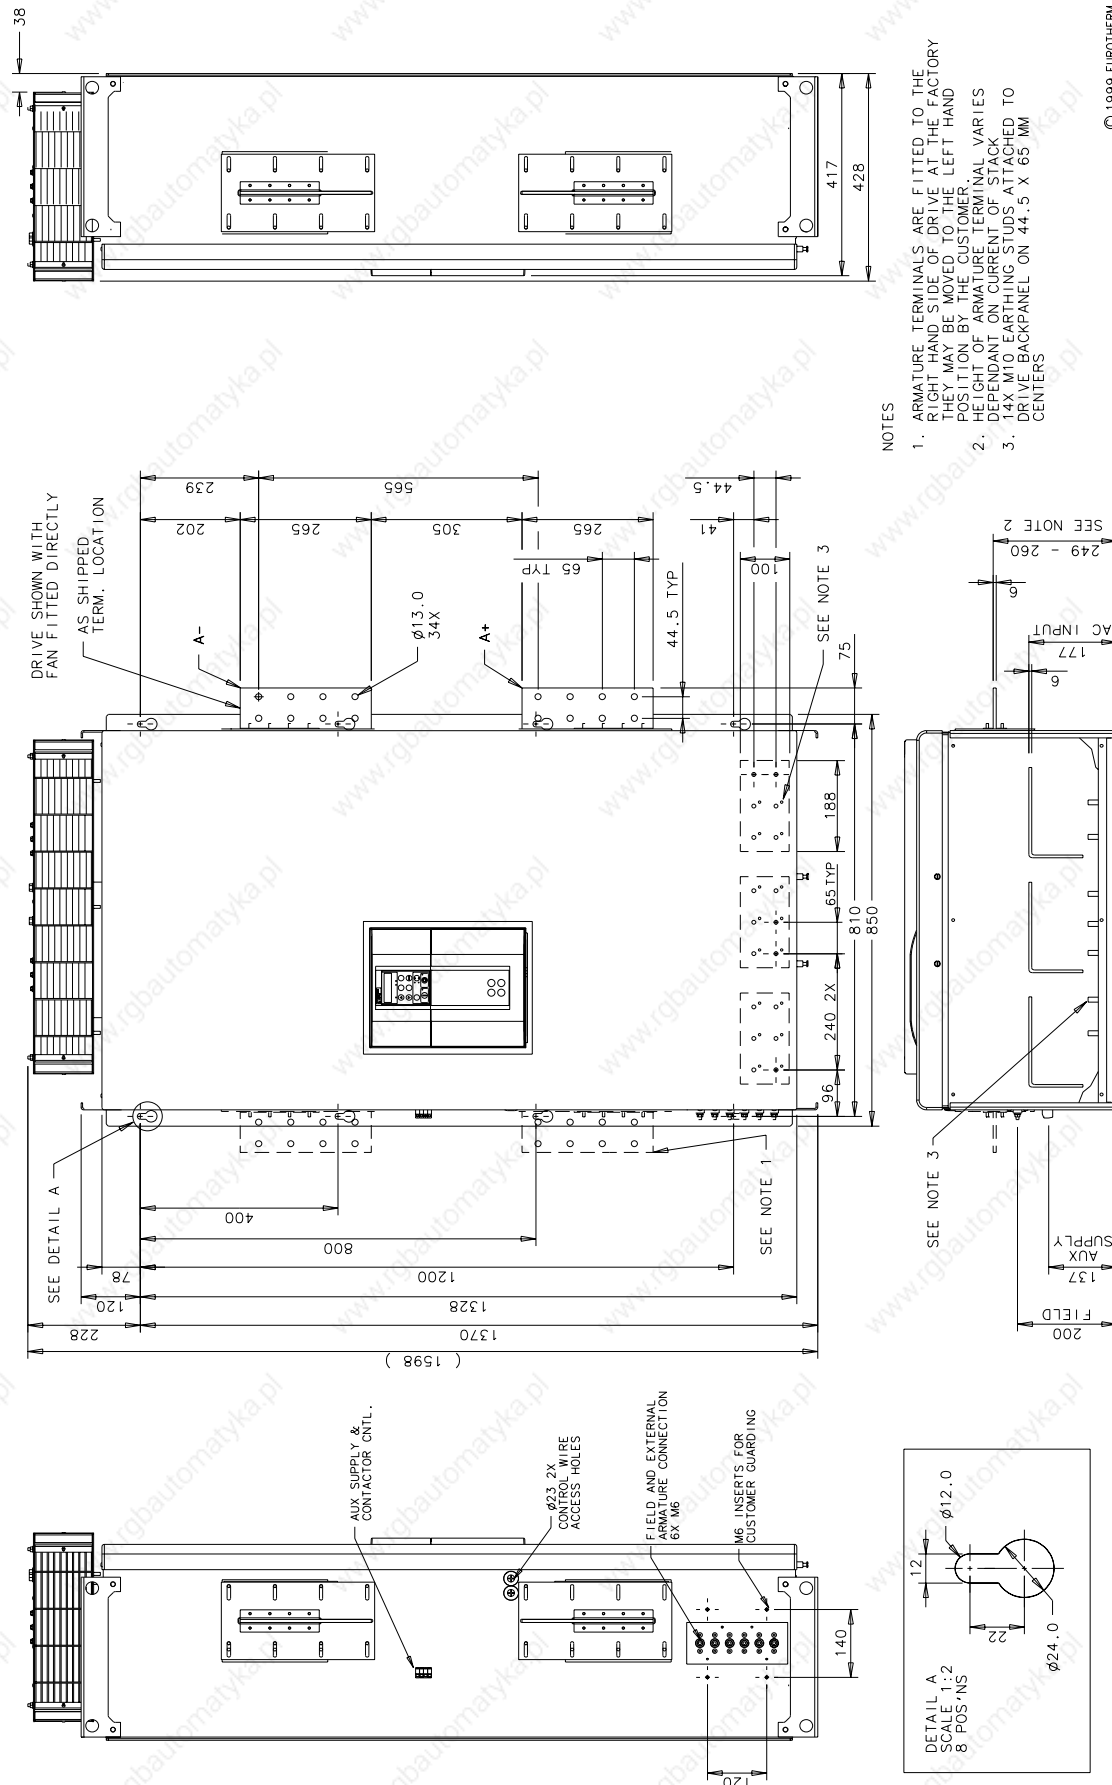 38
417
428
© 1999 EUROTHERM
NOTES
1. ARMATURE TERMINALS ARE FITTED TO THE
RIGHT HAND SIDE OF DRIVE AT THE FACTORY
THEY MAY BE MOVED TO THE LEFT HAND
POSITION BY THE CUSTOMER.
2. HEIGHT OF ARMATURE TERMINAL VARIES
DEPENDANT ON CURRENT OF STACK
3. 14X M10 EARTHING STUDS ATTACHED TO
DRIVE BACKPANEL ON 44.5 X 65 MM
CENTERS
DRIVE SHOWN WITH
FAN FITTED DIRECTLY
AS SHIPPED
TERM. LOCATION
239
565
44.5
202
265
305
265
41
65 TYP
100
A-
Ø13.0
34X
A+
44.5 TYP
SEE NOTE 3
75
188
65TYP
810
850
240 2X
96
SEE DETAIL A
SEE NOTE 1
400
800
1200
78
1328
120
1370
228
( 1598 )
SEE NOTE 2
249 - 260
6
AC INPUT
177
6
SEE NOTE 3
AUX
SUPPLY
137
FIELD
200
AUX SUPPLY &
CONTACTOR CNTL.
Ø23 2X
CONTROL WIRE
ACCESS HOLES
FIELD AND EXTERNAL
ARMATURE CONNECTION
6X M6
M6 INSERTS FOR
CUSTOMER GUARDING
140
120
DETAIL A
SCALE 1:2
8 POS'NS
12
Ø12.0
22
Ø24.0
www.rgbautomatyka.pl